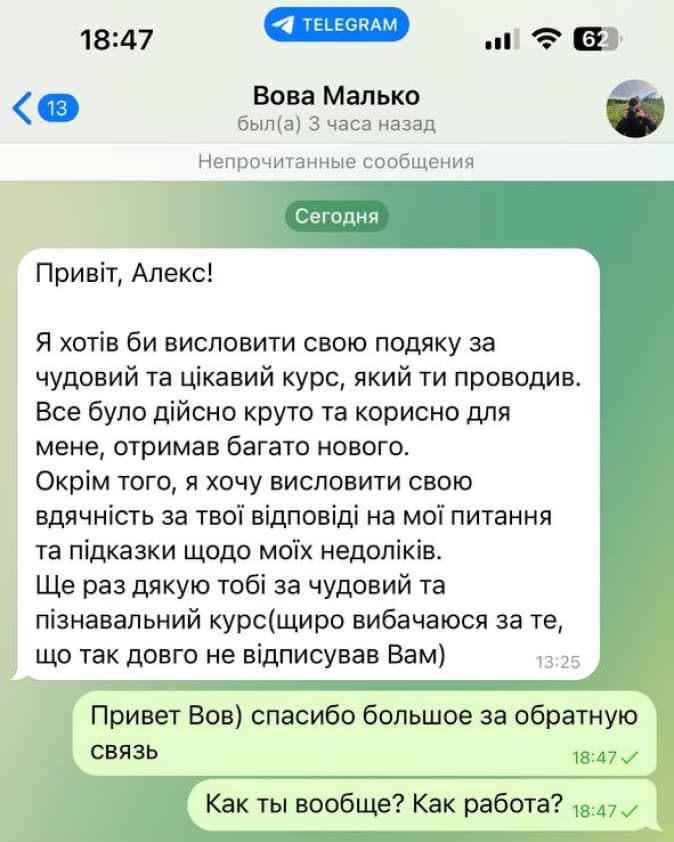 18:47
TELEGRAM
62
13
Вова Малько
был(а) 3 часа назад
Непрочитанные сообщения
Сегодня
Привіт, Алекс!
Я хотів би висловити свою подяку за
чудовий та цікавий курс, який ти проводив.
Все було дійсно круто та корисно для
мене, отримав багато нового.
Окрім того, я хочу висловити свою
вдячність за твої відповіді на мої питання
та підказки щодо моїх недоліків.
Ще раз дякую тобі за чудовий та
пізнавальний курс(щиро вибачаюся за те,
що так довго не відписував Вам)
13:25
Привет Вов) спасибо большое за обратную
связь
18:47
Как ты вообще? Как работа?
18:47